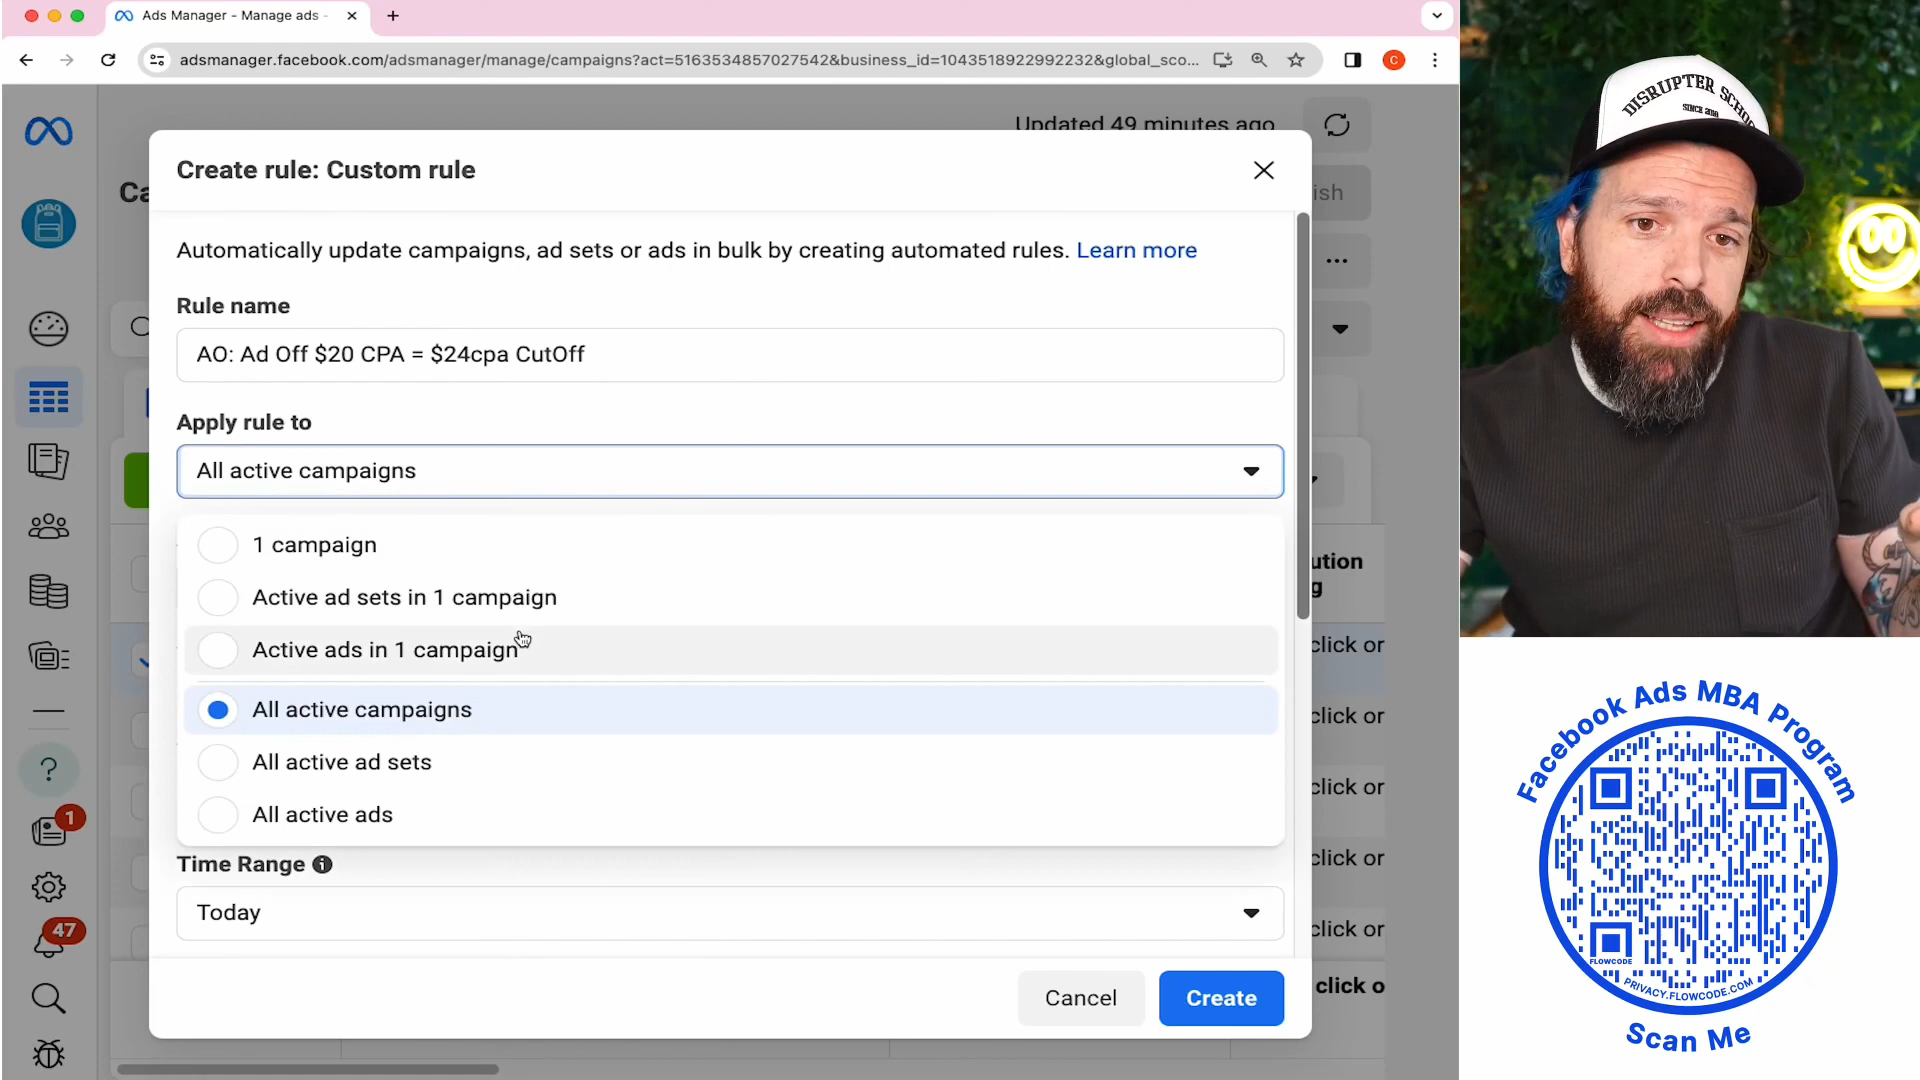 Ads Manager - Manage ads -
adsmanager.facebook.com/adsmanager/manage/campaigns?act=5163534857027542&business_id=1043518922992232&global_sco...
C
Updated 49 minutes ago
Ca
ish
Create rule: Custom rule
Automatically update campaigns, ad sets or ads in bulk by creating automated rules. Learn more
Rule name
AO: Ad Off $20 CPA = $24cpa CutOff
Apply rule to
All active campaigns
1 campaign
Active ad sets in 1 campaign
Active ads in 1 campaign
All active campaigns
All active ad sets
All active ads
Time Range
Today
Cancel
Create
ution
g
click or
click or
click or
click or
click or
click o
1
47
DISRUPTER SCHOO
SINCE 2016
Facebook Ads MBA Program
FLOWCODE
PRIVACY.FLOWCODE.COM
Scan Me